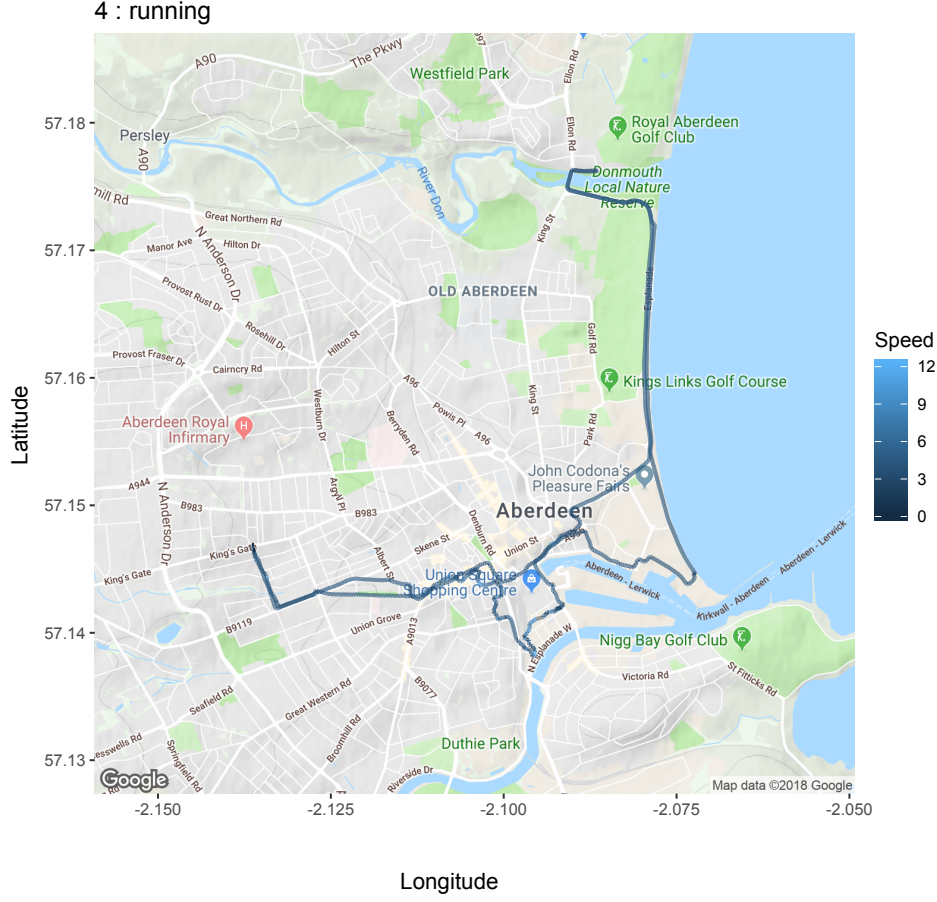 4 : running
A90
The Pkwy
997
Ellon Rd
Westfield Park
57.18
Persley
A90
Ellon Rd
Royal Aberdeen
Golf Club
River Don
Donmouth
Local Nature
Reserve
mill Rd
Great Northern Rd
King St
N Anderson Dr
Manor Ave
Hilton Dr
57.17
Provost Rust Dr
OLD ABERDEEN
Esplanade
Rosehill Dr
Hilton St
Golf Rd
Provost Fraser Dr
Cairncry Rd
57.16
A96
Kings Links Golf Course
Westburn Dr
King St
Powis Pl
Berryden Rd
A96
Park Rd
Aberdeen Royal
Infirmary
H
John Codona's
Pleasure Fairs
A944
N Anderson Dr
Argyll Pl
B983
B983
57.15
Aberdeen
Denburn Rd
A956
Skene St
Union St
King's Gate
Albert St
King's Gate
Union Square
Shopping Centre
Aberdeen - Lerwick
Aberdeen - Lerwick
Kirkwall - Aberdeen
B9119
Union Grove
A9013
57.14
N Esplanade W
Nigg Bay Golf Club
Victoria Rd
St Fitticks Rd
B9077
Seafield Rd
Great Western Rd
Broomhill Rd
Duthie Park
esswells Rd
Springfield Rd
57.13
Riverside Dr
Google
Map data ©2018 Google
-2.150
-2.125
-2.100
-2.075
-2.050
Longitude
Latitude
Speed
12
9
6
3
0